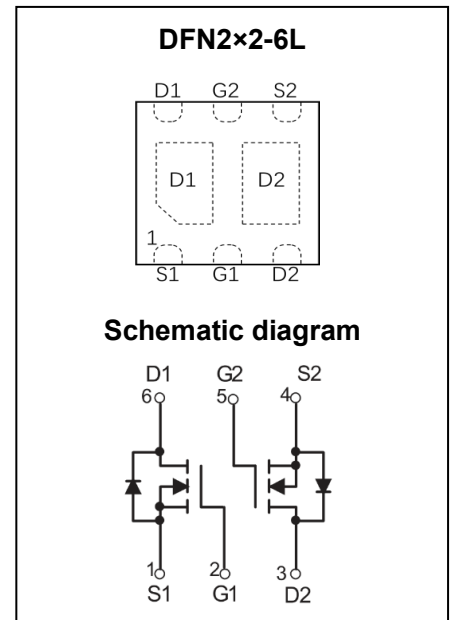 DFN2×2-6L
D1 G2 S2
D1 D2
1
S1 G1 D2
Schematic diagram
D1 G2 S2
6 5 4
1 2 3
S1 G1 D2